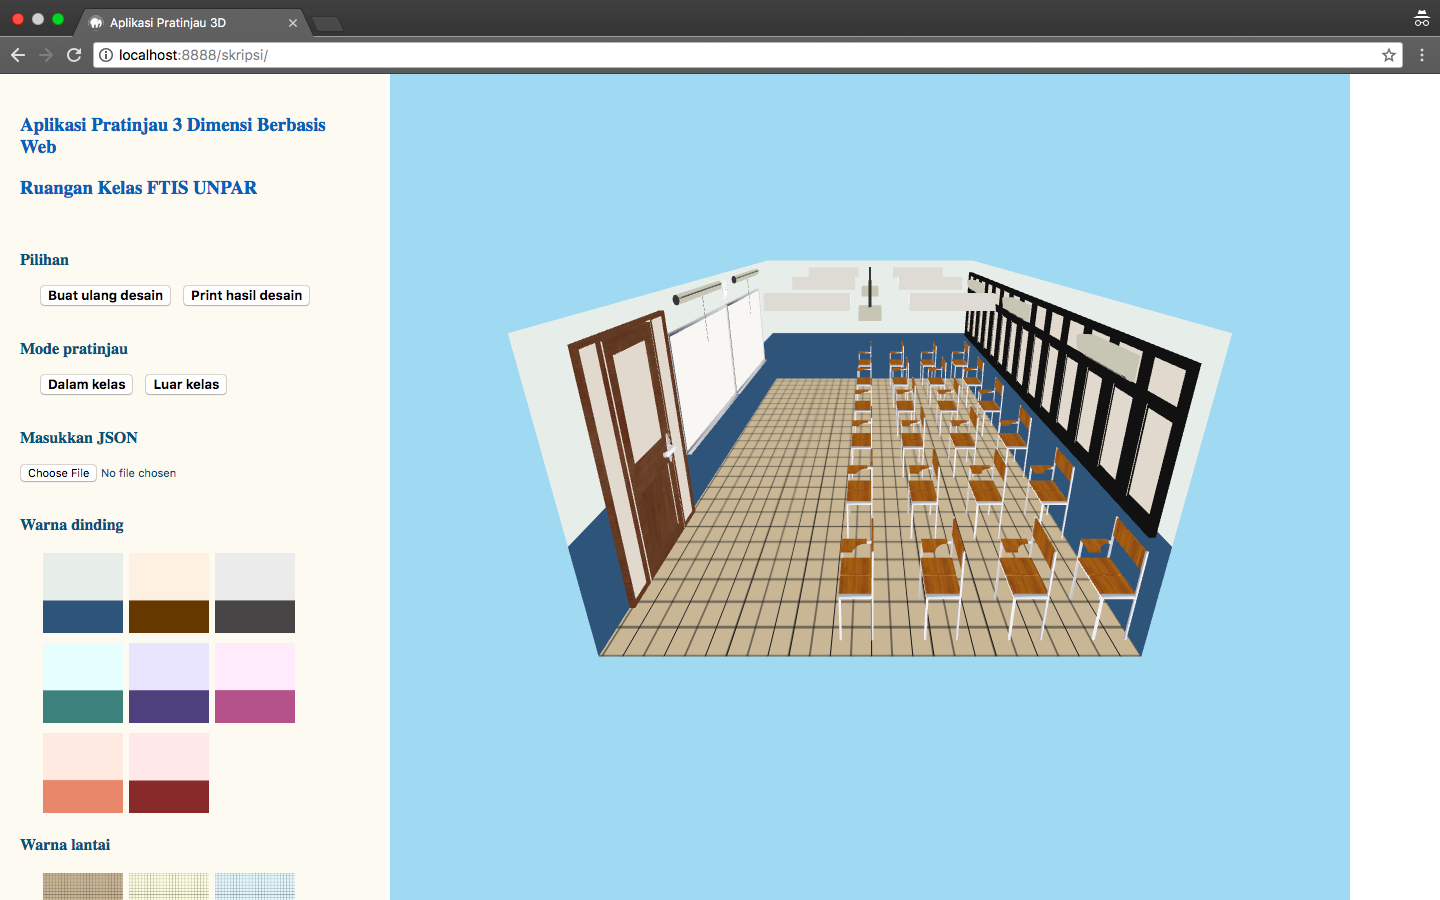 Aplikasi Pratinjau 3D
localhost:8888/skripsi/
Aplikasi Pratinjau 3 Dimensi Berbasis
Web
Ruangan Kelas FTIS UNPAR
Pilihan
Buat ulang desain Print hasil desain
Mode pratinjau
Dalam kelas Luar kelas
Masukkan JSON
Choose File No file chosen
Warna dinding
Warna lantai